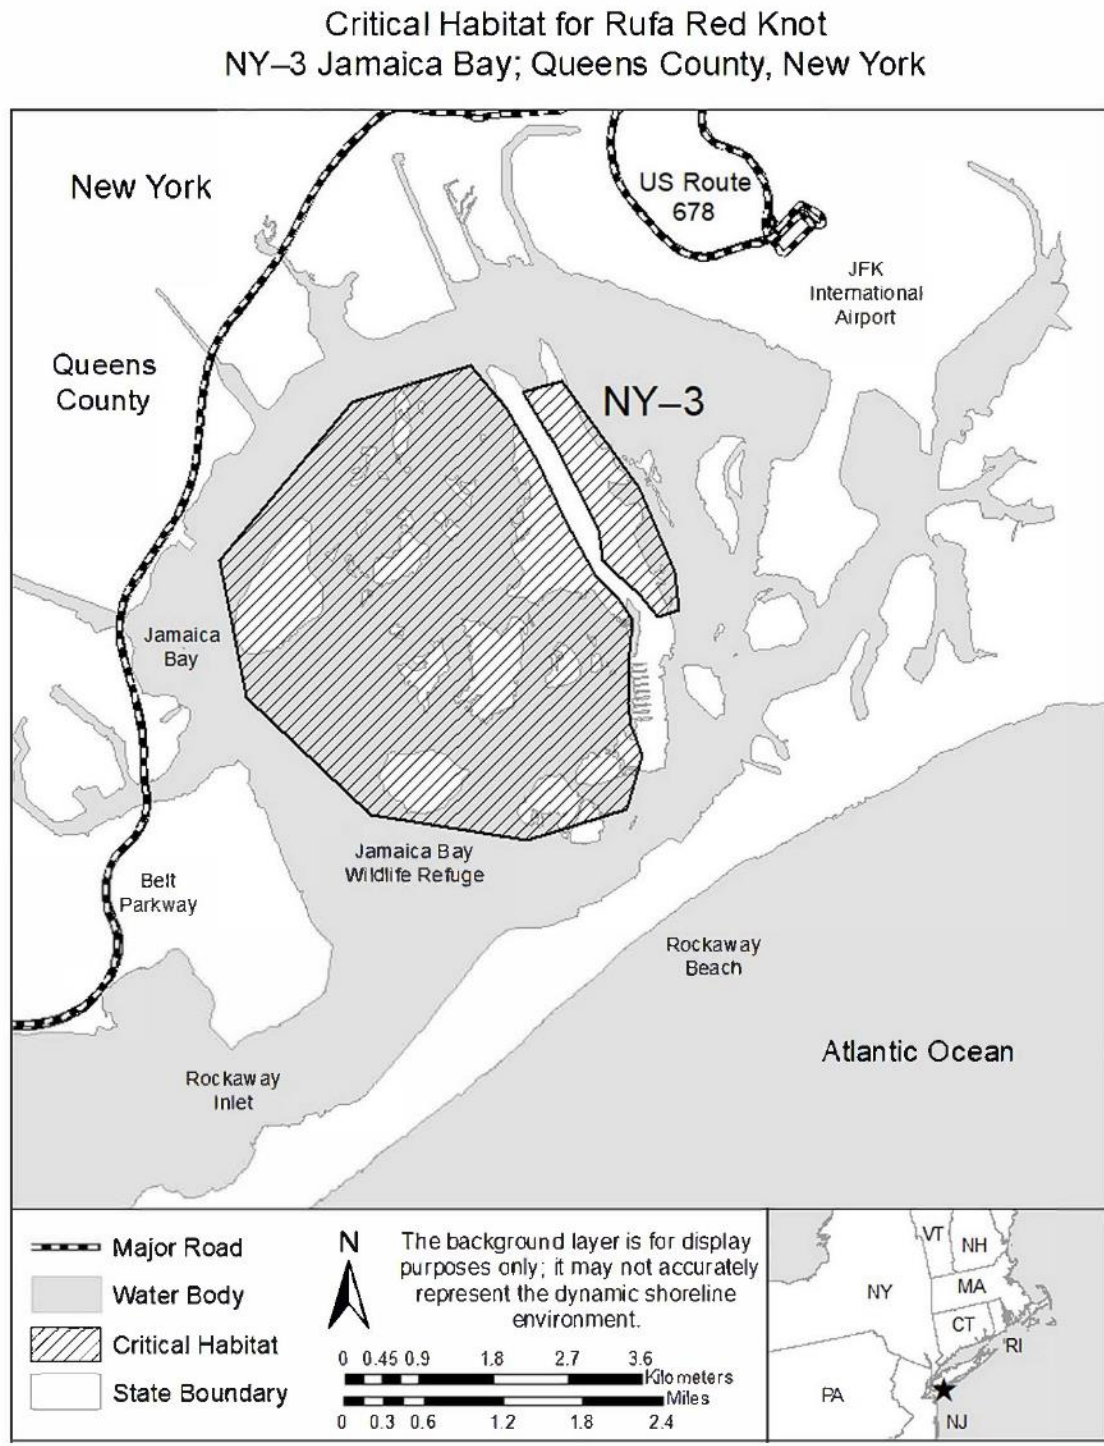 Critical Habitat for Rufa Red Knot
NY–3 Jamaica Bay; Queens County, New York
New York
US Route
678
JFK
International
Airport
Queens
County
NY–3
Jamaica
Bay
Jamaica Bay
Wildlife Refuge
Belt
Parkway
Rockaway
Beach
Atlantic Ocean
Rockaway
Inlet
Major Road
Water Body
Critical Habitat
State Boundary
N
The background layer is for display
purposes only; it may not accurately
represent the dynamic shoreline
environment.
0 0.45 0.9 1.8 2.7 3.6
Kilometers
Miles
0 0.3 0.6 1.2 1.8 2.4
VT
NH
NY
MA
CT
RI
PA
NJ